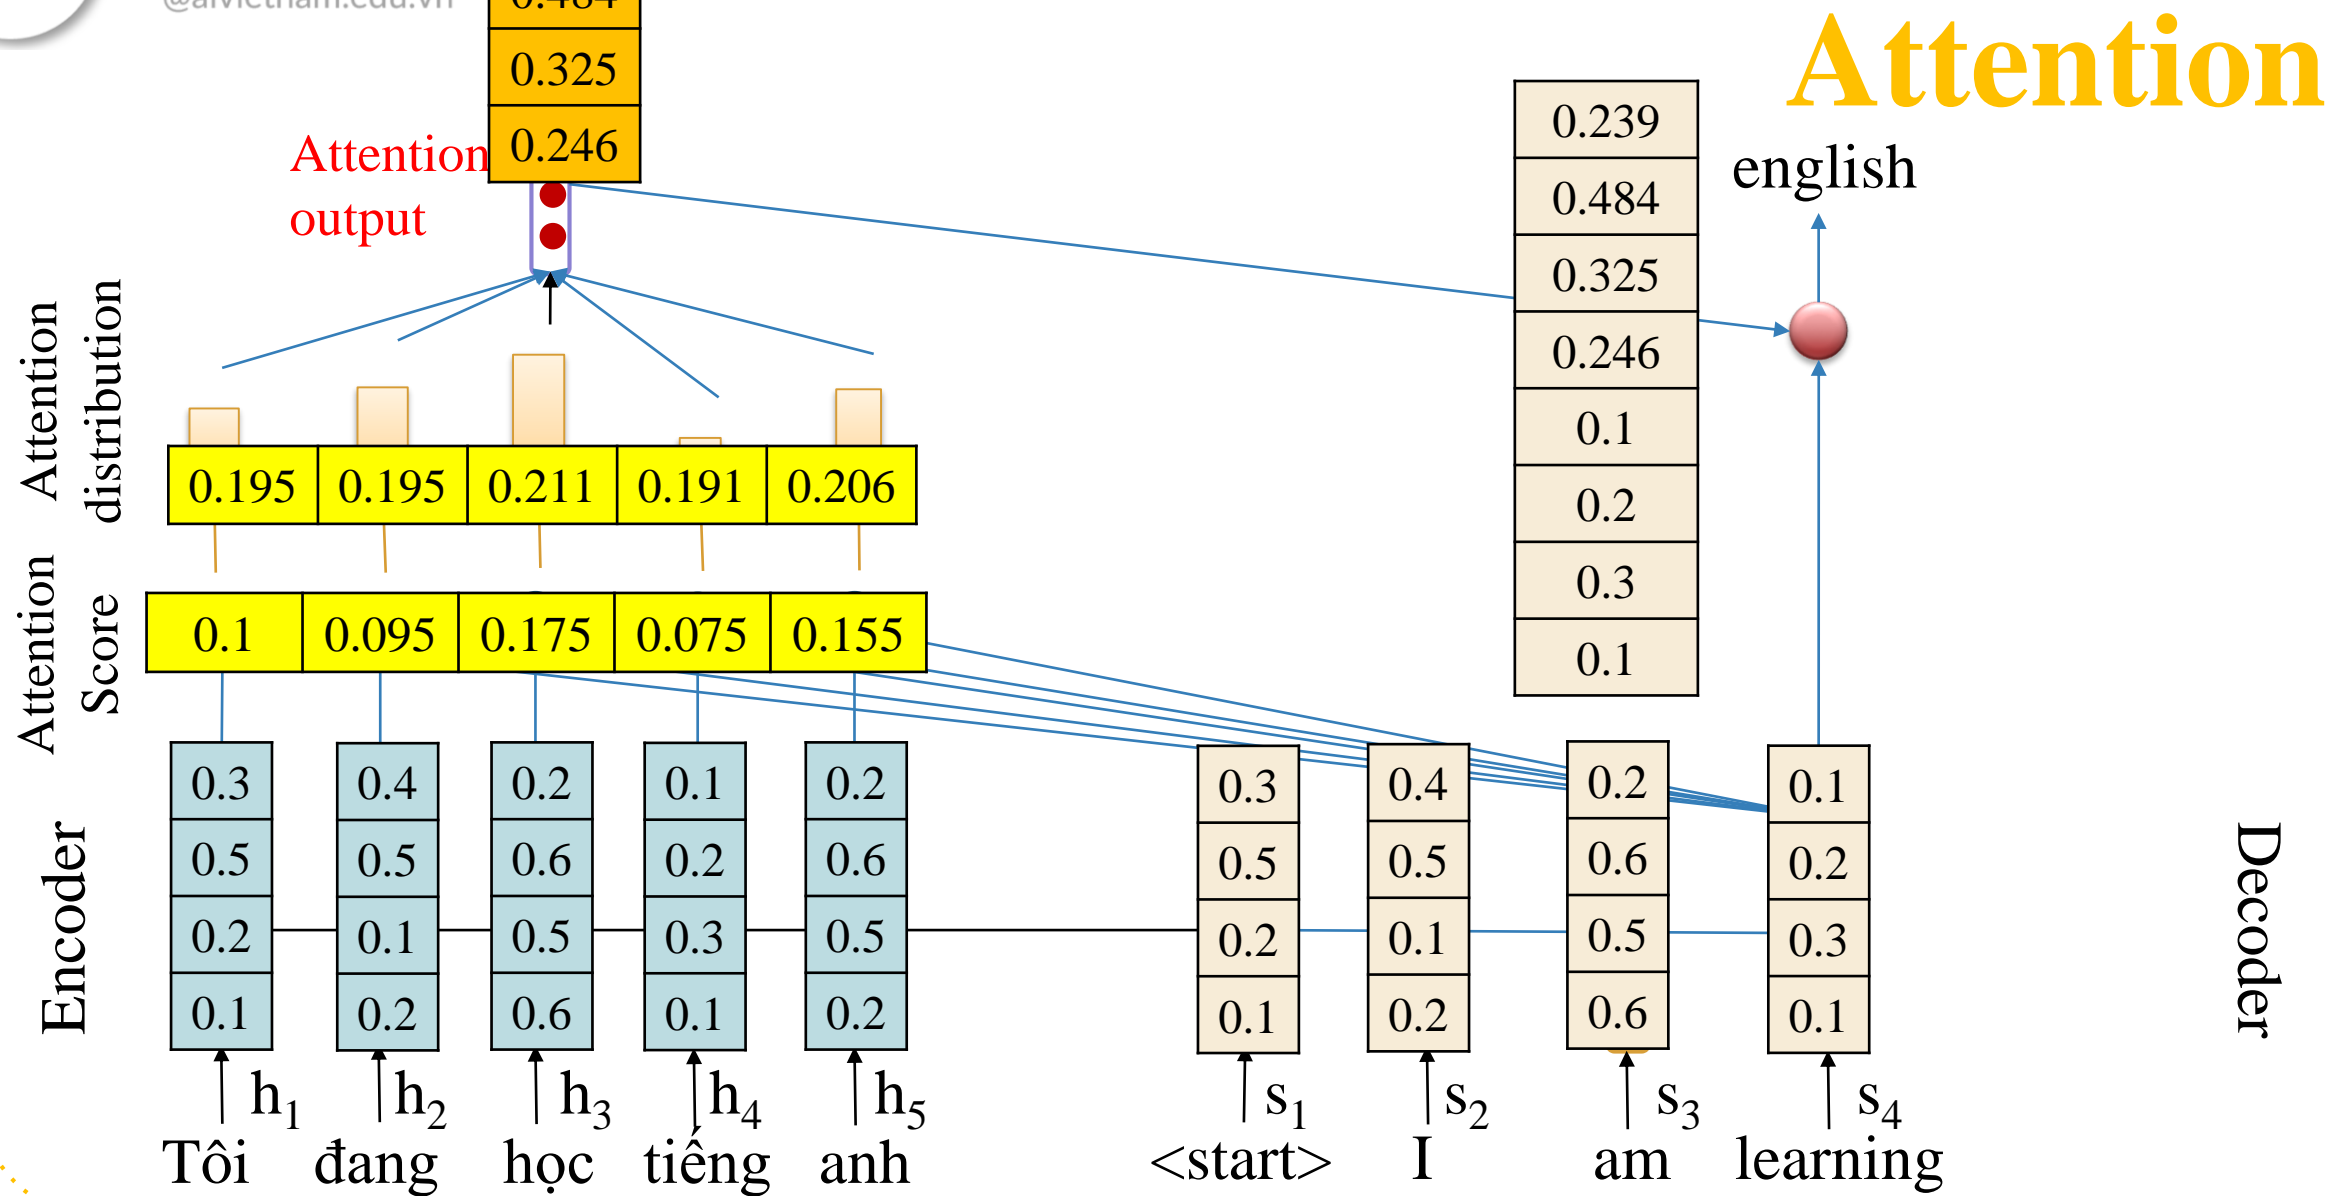 @aivietnam.edu.vn
Attention
0.484
0.325
0.246
Attention
output
0.239
0.484
0.325
0.246
0.1
0.2
0.3
0.1
english
Attention
distribution
0.195 0.195 0.211 0.191 0.206
Attention
Score
0.1 0.095 0.175 0.075 0.155
Encoder
0.3 0.4 0.2 0.1 0.2 0.3 0.4 0.2 0.1
0.5 0.5 0.6 0.2 0.6 0.5 0.5 0.6 0.2
0.2 0.1 0.5 0.3 0.5 0.2 0.1 0.5 0.3
0.1 0.2 0.6 0.1 0.2 0.1 0.2 0.6 0.1
Decoder
h1 h2 h3 h4 h5 s1 s2 s3 s4
Tôi đang học tiếng anh <start> I am learning